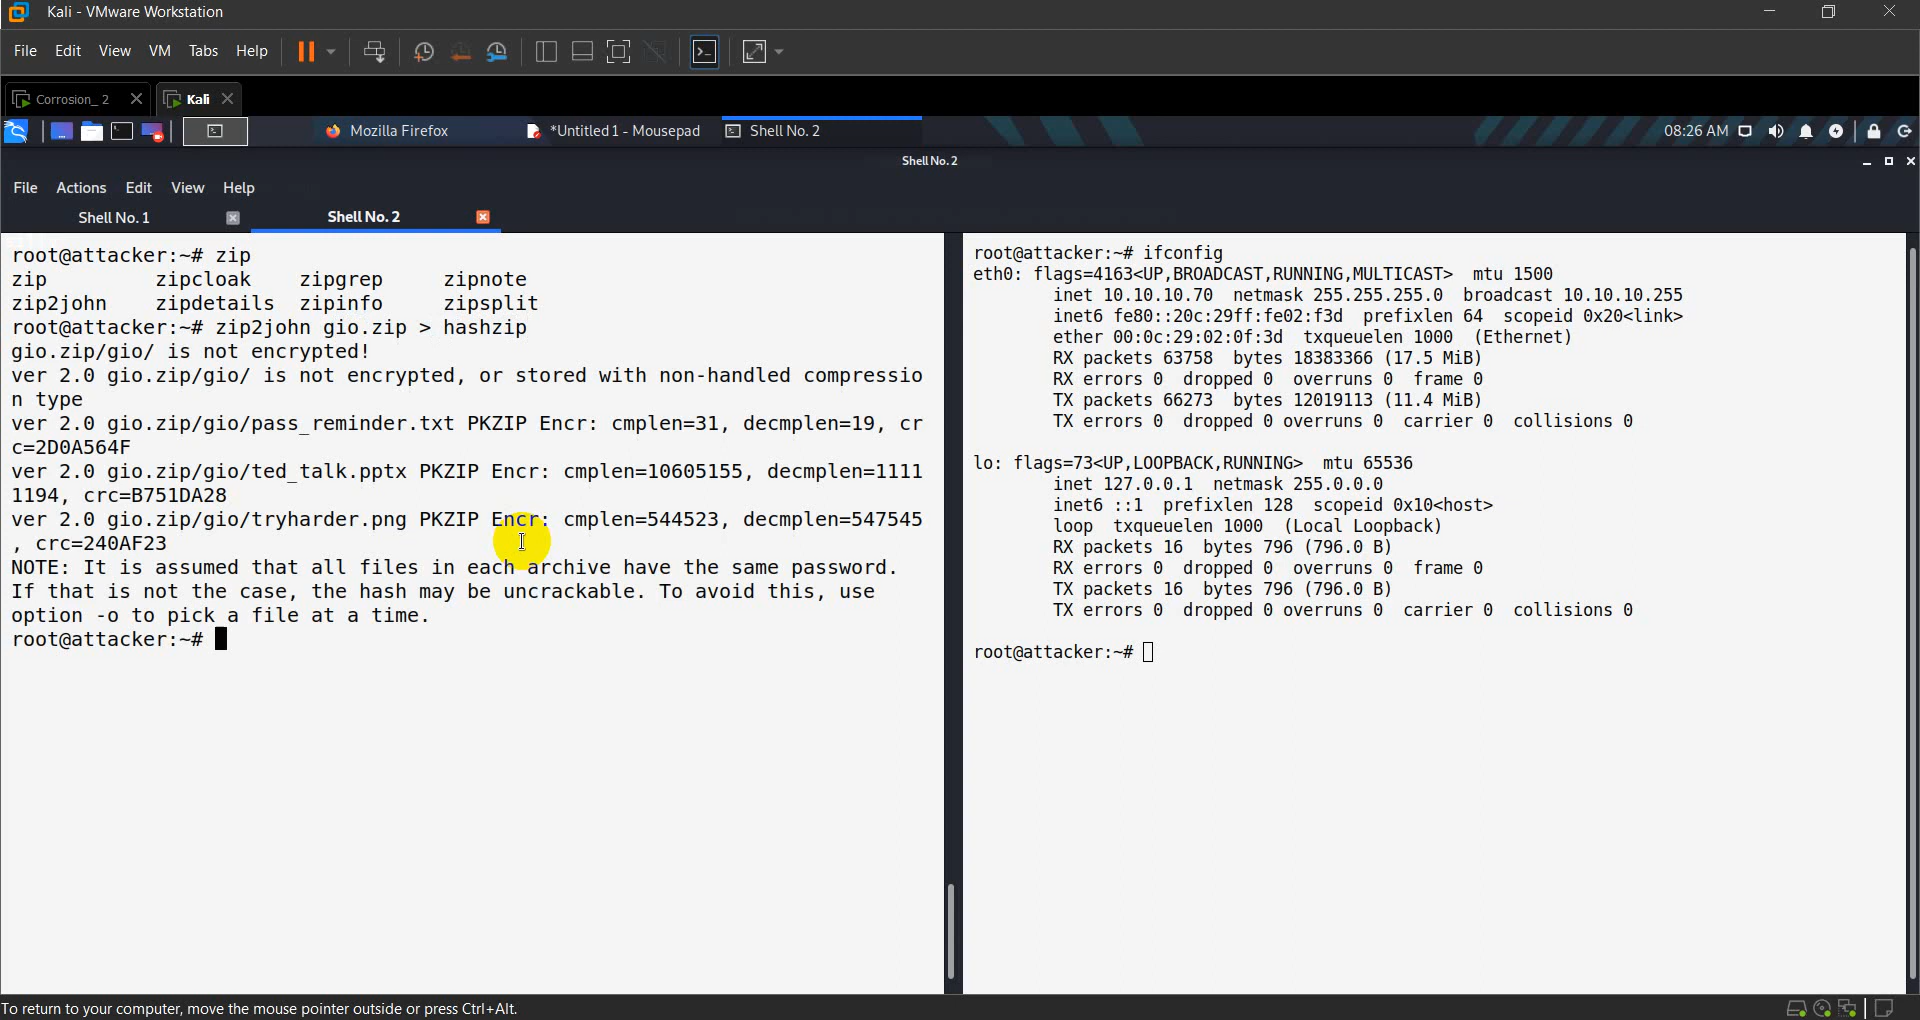 Kali - VMware Workstation
File Edit View VM Tabs Help
Corrosion_ 2 Kali
Mozilla Firefox *Untitled 1 - Mousepad Shell No. 2 08:26 AM
Shell No. 2
File Actions Edit View Help
Shell No. 1 Shell No. 2
root@attacker:~# zip
zip zipcloak zipgrep zipnote
zip2john zipdetails zipinfo zipsplit
root@attacker:~# zip2john gio.zip > hashzip
gio.zip/gio/ is not encrypted!
ver 2.0 gio.zip/gio/ is not encrypted, or stored with non-handled compressio
n type
ver 2.0 gio.zip/gio/pass_reminder.txt PKZIP Encr: cmplen=31, decmplen=19, cr
c=2D0A564F
ver 2.0 gio.zip/gio/ted_talk.pptx PKZIP Encr: cmplen=10605155, decmplen=1111
1194, crc=B751DA28
ver 2.0 gio.zip/gio/tryharder.png PKZIP Encr: cmplen=544523, decmplen=547545
, crc=240AF23
NOTE: It is assumed that all files in each archive have the same password.
If that is not the case, the hash may be uncrackable. To avoid this, use
option -o to pick a file at a time.
root@attacker:~#
root@attacker:~# ifconfig
eth0: flags=4163<UP,BROADCAST,RUNNING,MULTICAST> mtu 1500
inet 10.10.10.70 netmask 255.255.255.0 broadcast 10.10.10.255
inet6 fe80::20c:29ff:fe02:f3d prefixlen 64 scopeid 0x20<link>
ether 00:0c:29:02:0f:3d txqueuelen 1000 (Ethernet)
RX packets 63758 bytes 18383366 (17.5 MiB)
RX errors 0 dropped 0 overruns 0 frame 0
TX packets 66273 bytes 12019113 (11.4 MiB)
TX errors 0 dropped 0 overruns 0 carrier 0 collisions 0
lo: flags=73<UP,LOOPBACK,RUNNING> mtu 65536
inet 127.0.0.1 netmask 255.0.0.0
inet6 ::1 prefixlen 128 scopeid 0x10<host>
loop txqueuelen 1000 (Local Loopback)
RX packets 16 bytes 796 (796.0 B)
RX errors 0 dropped 0 overruns 0 frame 0
TX packets 16 bytes 796 (796.0 B)
TX errors 0 dropped 0 overruns 0 carrier 0 collisions 0
root@attacker:~#
To return to your computer, move the mouse pointer outside or press Ctrl+Alt.